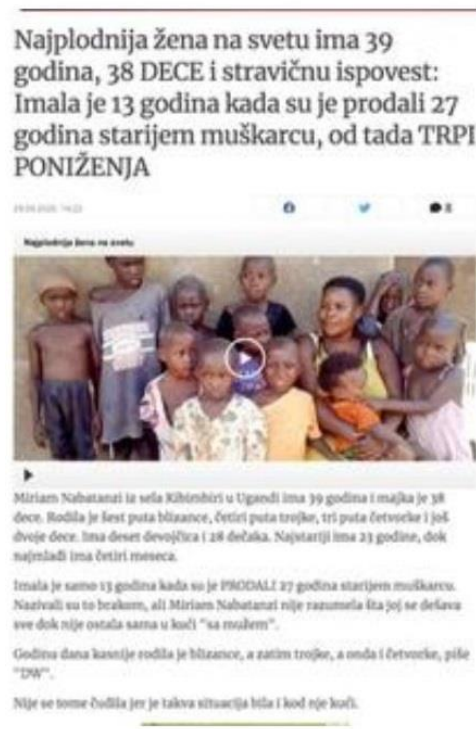 Najplodnija žena na svetu ima 39
godina, 38 DECE i stravičnu ispovest:
Imala je 13 godina kada su je prodali 27
godina starijem muškarcu, od tada TRPI
PONIŽENJA
8
Najplodnija žena na svetu
Miriam Nabatanzi iz sela Kibimbiri u Ugandi ima 39 godina i majka je 38
dece. Rodila je šest puta blizance, četiri puta trojke, tri puta četvorke i još
dvoje dece. Ima deset devojčica i 28 dečaka. Najstariji ima 23 godine, dok
najmlađi ima četiri meseca.
Imala je samo 13 godina kada su je PRODALI 27 godina starijem muškarcu.
Nazivali su to brakom, ali Miriam Nabatanzi nije razumela šta joj se dešava
sve dok nije ostala sama u kući "sa mužem".
Godinu dana kasnije rodila je blizance, a zatim trojke, a onda i četvorke, piše
"DW".
Nije se tome čudila jer je takva situacija bila i kod nje kući.